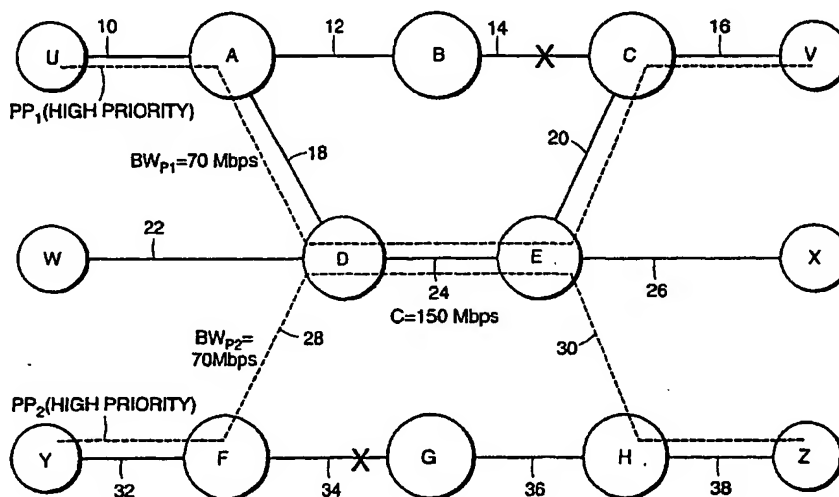 10
12
14
16
U
A
B
X
C
V
PP1(HIGH PRIORITY)
BWP1=70 Mbps
18
20
22
W
D
E
X
24
26
C=150 Mbps
BWP2=
70Mbps
28
30
PP2(HIGH PRIORITY)
Y
F
X
G
H
Z
32
34
36
38